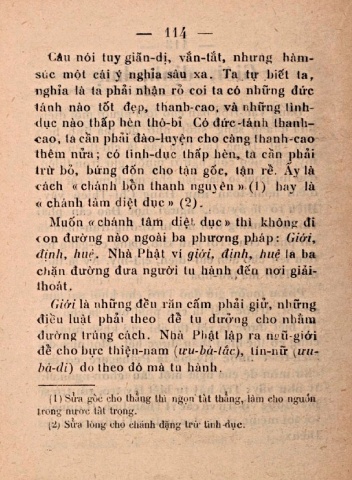 — 114 —
Câu nói tuy giãn-dị, vắn-tắt, nhưng hàm-
súc một cái ý nghĩa sâu xa. Ta tự biết ta,
nghĩa là ta phải nhận rõ coi ta có những đức
tánh nào tốt đẹp, thanh-cao, và những tình-
dục nào thấp hèn thô-bỉ. Có đức-tánh thanh-
cao, ta cần phải đào-luyện cho càng thanh-cao
thêm nữa; có tình-dục thấp hèn, ta cần phải
trừ bỏ, bứng đốn cho tận gốc, tận rễ. Ấy là
cách «chánh bồn thanh nguyên» (1) hay là
« chánh tâm diệt dục » (2).
Muốn «chánh tâm diệt dục» thì không đi
con đường nào ngoài ba phương pháp: Giới,
định, huệ. Nhà Phật ví giới, định, huệ là ba
chặn đường đưa người tu hành đến nơi giải-
thoát.
Giới là những đều răn cấm phải giữ, những
điều luật phải theo để tu dưỡng cho nhằm
đường trúng cách. Nhà Phật lập ra ngũ-giới
để cho bực thiện-nam (ưu-bà-tắc), tín-nữ (ưu-
bà-di) do theo đó mà tu hành.
(1) Sửa gốc cho thẳng thì ngọn tất thẳng, làm cho nguồn
trong nước tất trong.
(2) Sửa lòng cho chánh đặng trừ tình-dục.